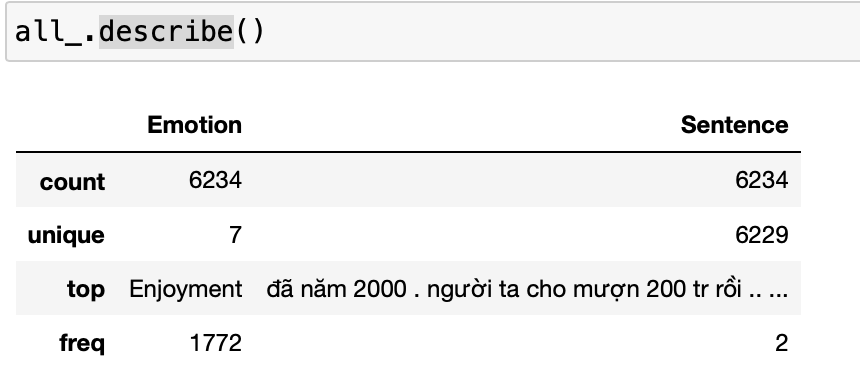 all_.describe()
Emotion Sentence
count 6234 6234
unique 7 6229
top Enjoyment đã năm 2000 . người ta cho mượn 200 tr rồi .. ...
freq 1772 2